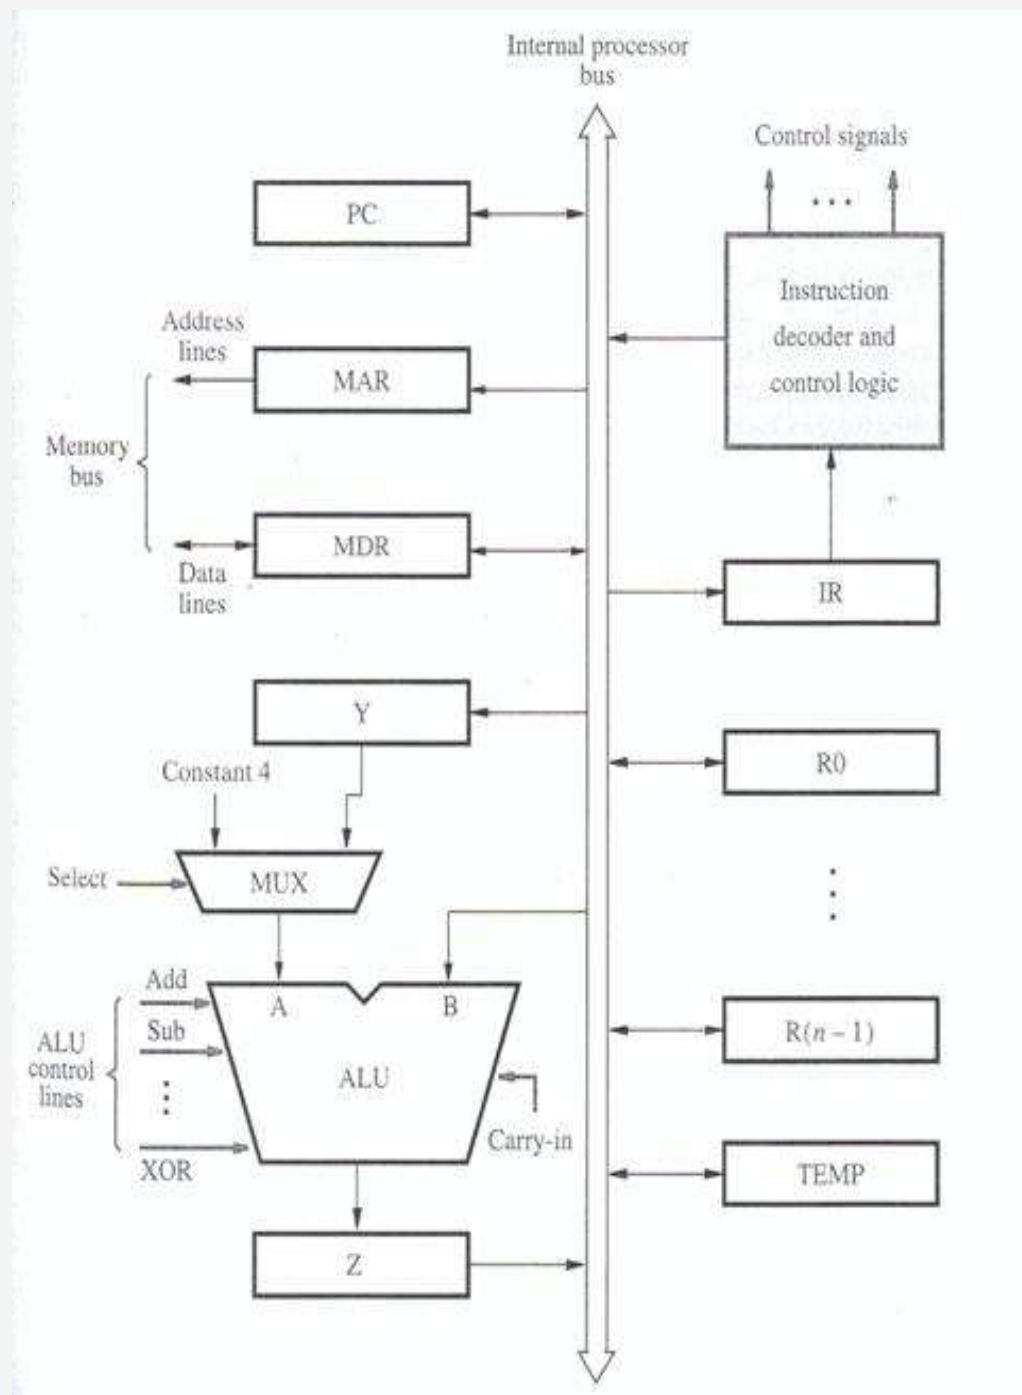 Internal processor
bus
Control signals
...
PC
Instruction
decoder and
control logic
Address
lines
MAR
Memory
bus
MDR
Data
lines
IR
Y
R0
Constant 4
Select
MUX
Add
A
B
R(n – 1)
Sub
ALU
control
lines
ALU
Carry-in
XOR
TEMP
Z